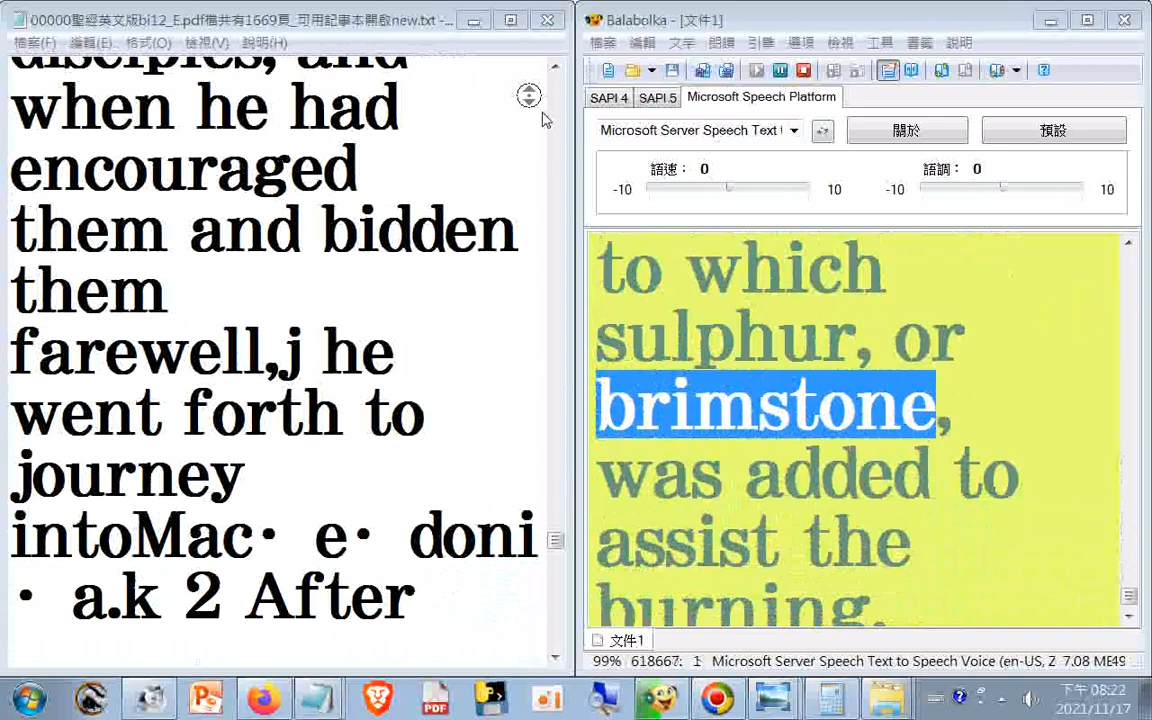 00000聖經英文版bi12_E.pdf檔共有1669頁_可用記事本開啟new.txt -...
檔案(F) 編輯(E) 格式(O) 檢視(V) 說明(H)
disciples, and
when he had
encouraged
them and bidden
them
farewell,j he
went forth to
journey
intoMac· e· doni
· a.k 2 After
Balabolka - [文件1]
檔案 編輯 文字 朗讀 引擎 選項 檢視 工具 書籤 說明
SAPI 4 SAPI 5 Microsoft Speech Platform
Microsoft Server Speech Text 關於 預設
語速： 0 語調： 0
-10 10 -10 10
to which
sulphur, or
brimstone,
was added to
assist the
burning.
文件1
99% 618667: 1 Microsoft Server Speech Text to Speech Voice (en-US, Z 7.08 ME49
PDF
下午 08:22
2021/11/17